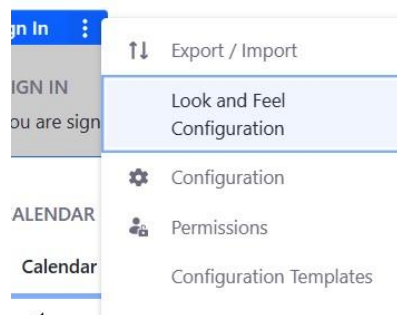 gn In
Export / Import
IGN IN
Look and Feel
ou are sign
Configuration
Configuration
ALENDAR
Permissions
Calendar
Configuration Templates